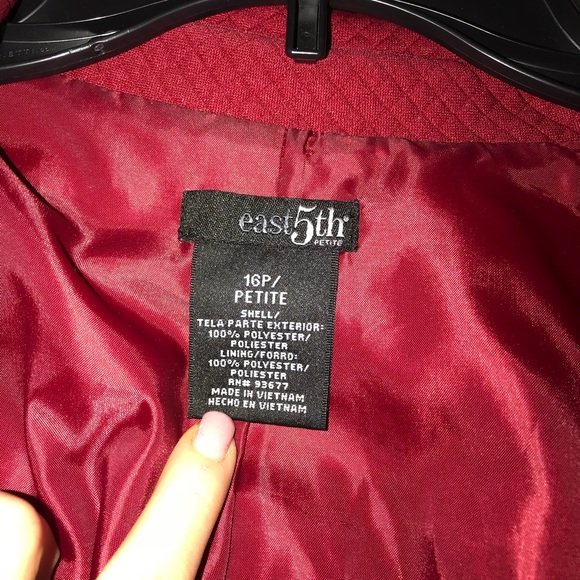 east5th®
PETITE
16P/
PETITE
SHELL/
TELA PARTE EXTERIOR:
100% POLYESTER/
POLIESTER
LINING/FORRO:
100% POLYESTER/
POLIESTER
RN# 93677
MADE IN VIETNAM
HECHO EN VIETNAM